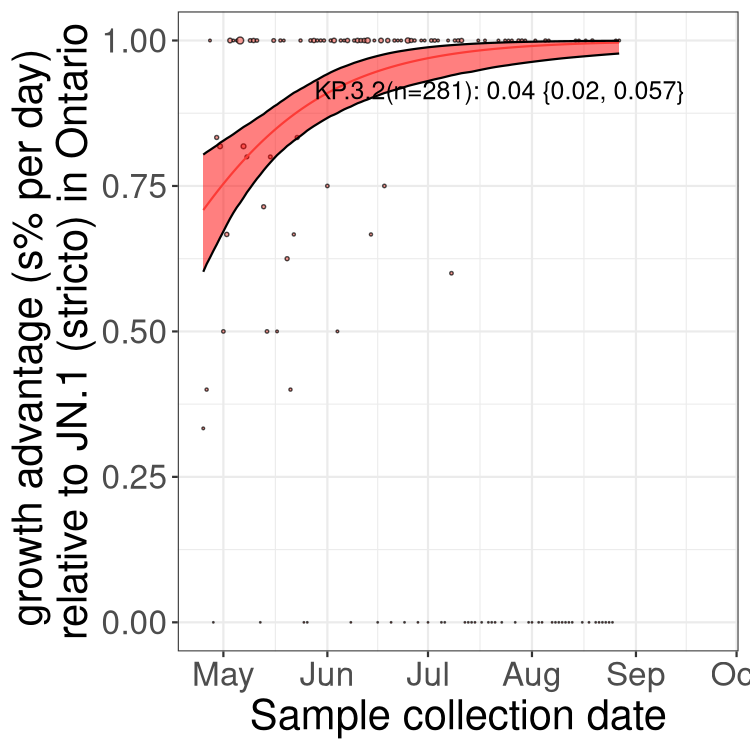 growth advantage (s% per day)
relative to JN.1 (stricto) in Ontario
1.00
0.75
0.50
0.25
0.00
KP.3.2(n=281): 0.04 {0.02, 0.057}
May Jun Jul Aug Sep Oc
Sample collection date